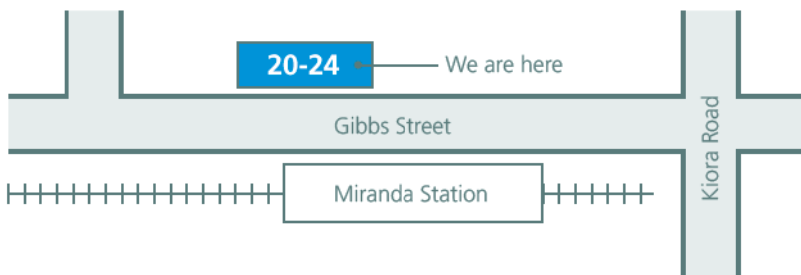 20-24
We are here
Gibbs Street
Kiora Road
Miranda Station